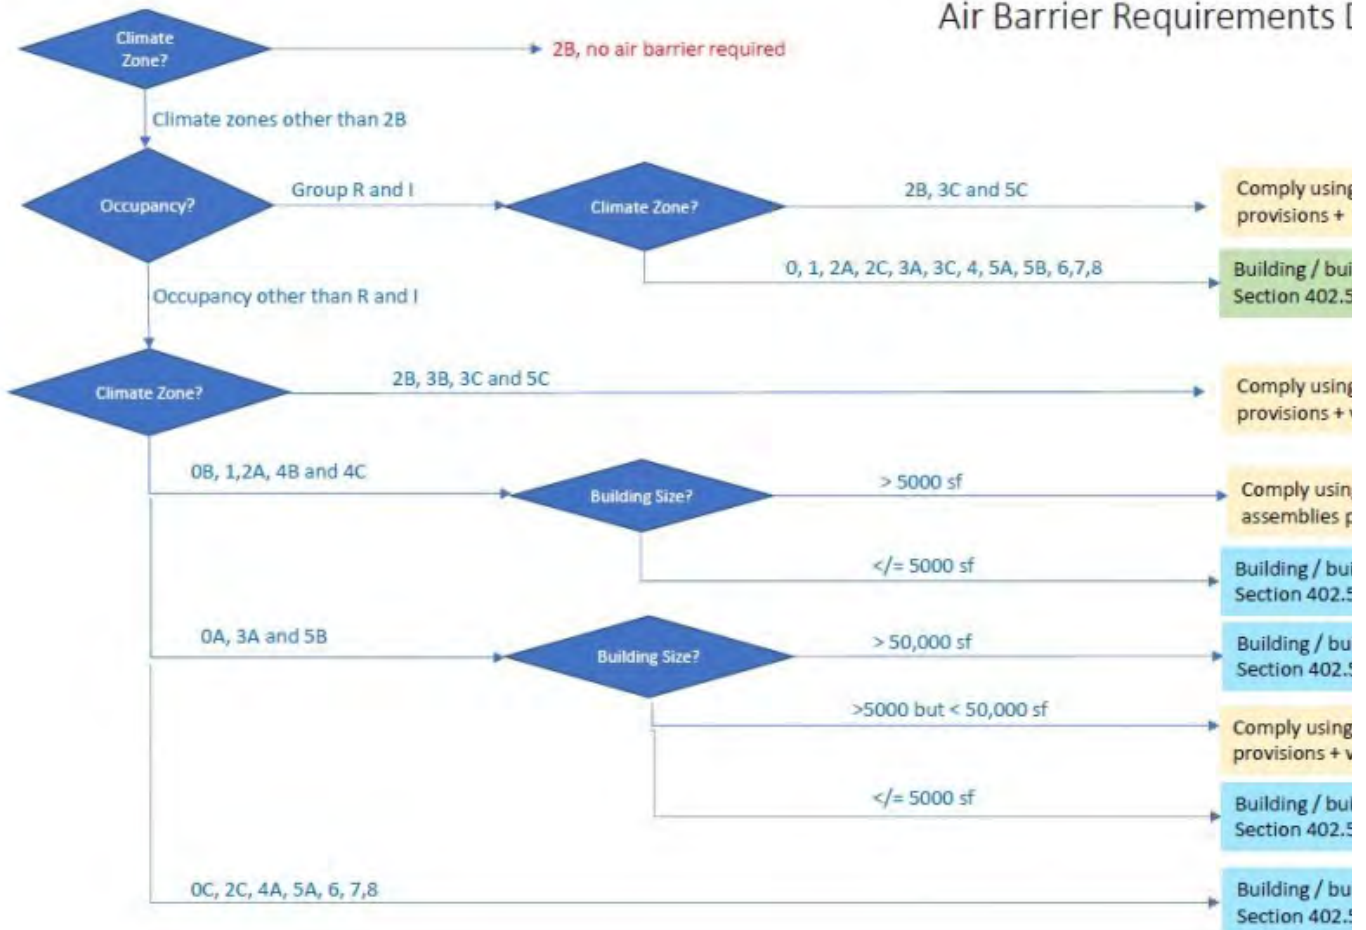 Air Barrier Requirements D
Climate
Zone?
2B, no air barrier required
Climate zones other than 2B
Occupancy?
Group R and I
Climate Zone?
2B, 3C and 5C
Comply using
provisions +
0, 1, 2A, 2C, 3A, 3C, 4, 5A, 5B, 6,7,8
Building / bui
Section 402.5
Occupancy other than R and I
Climate Zone?
2B, 3B, 3C and 5C
Comply using
provisions + v
0B, 1,2A, 4B and 4C
Building Size?
> 5000 sf
Comply using
assemblies p
</= 5000 sf
Building / bui
Section 402.5
0A, 3A and 5B
Building Size?
> 50,000 sf
Building / bu
Section 402.5
>5000 but < 50,000 sf
Comply using
provisions + v
</= 5000 sf
Building / bui
Section 402.5
0C, 2C, 4A, 5A, 6, 7,8
Building / bu
Section 402.5